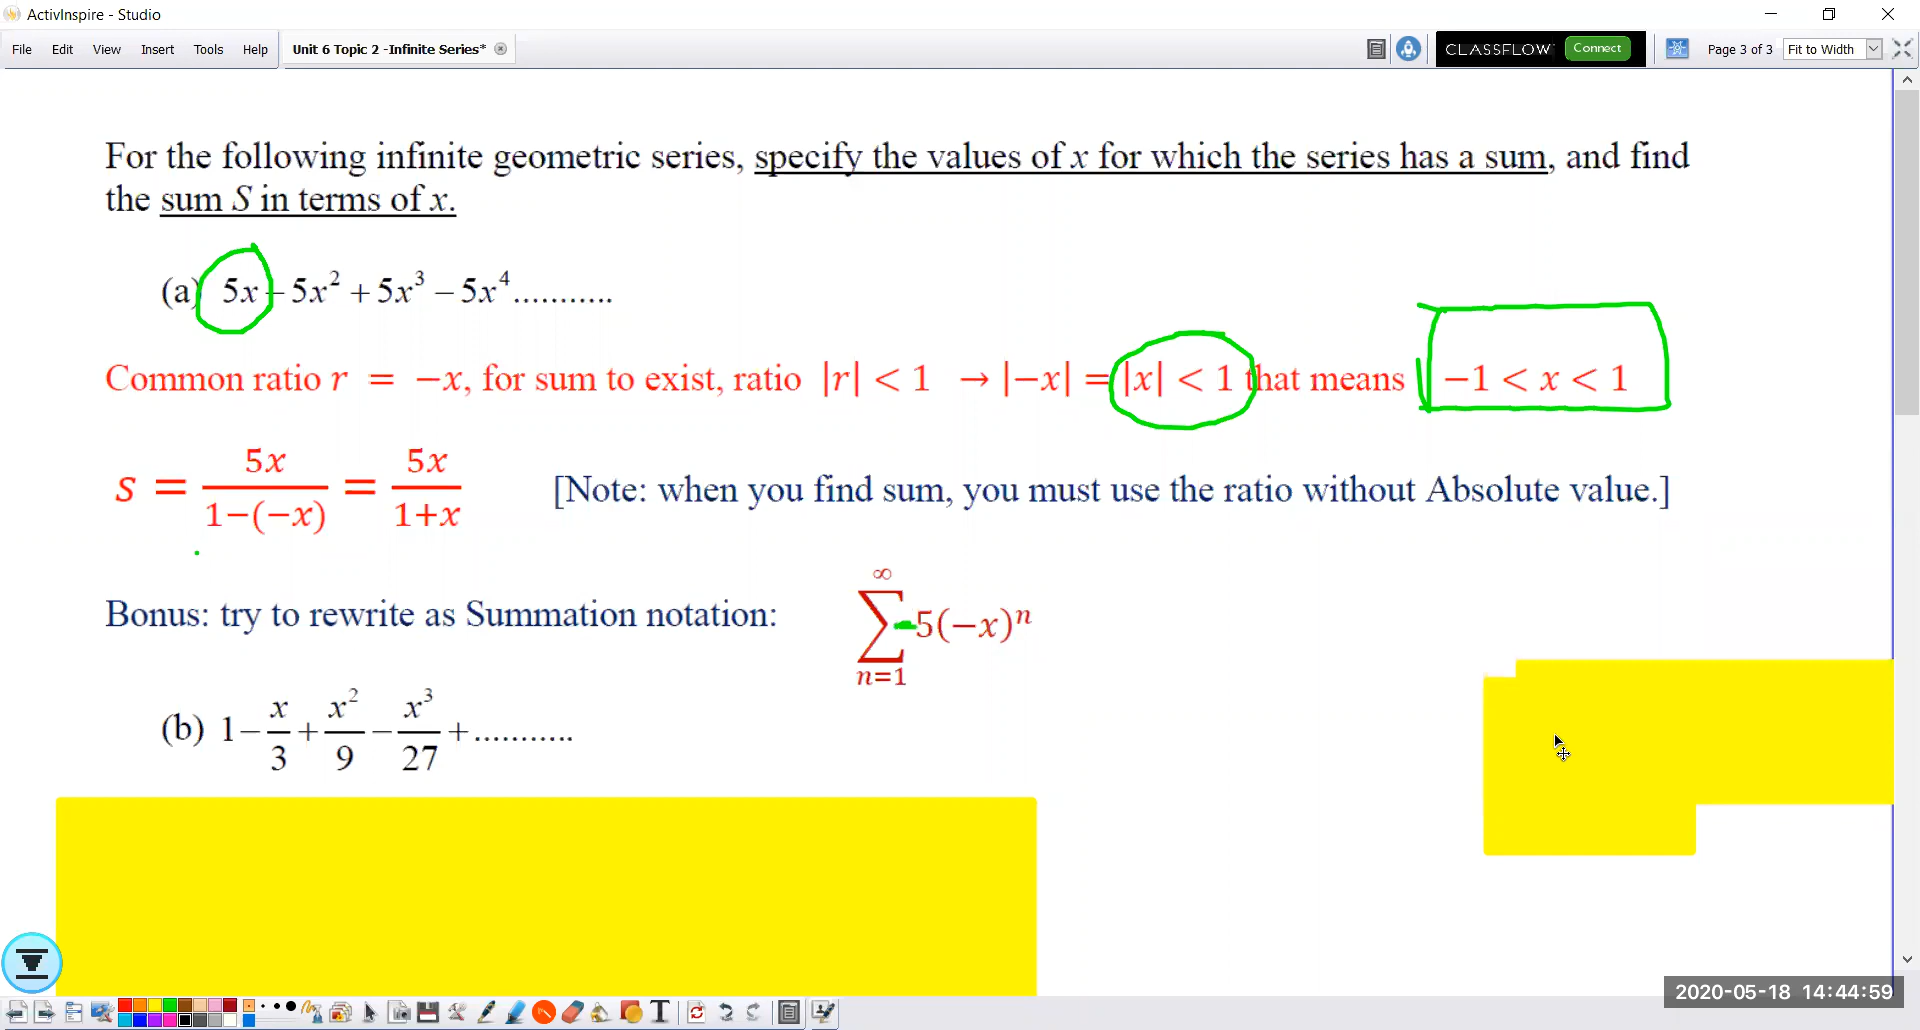 ActivInspire - Studio
File Edit View Insert Tools Help Unit 6 Topic 2 -Infinite Series* CLASSFLOW Connect Page 3 of 3 Fit to Width
For the following infinite geometric series, specify the values of x for which the series has a sum, and find
the sum S in terms of x.
(a) 5x − 5x² + 5x³ − 5x⁴...........
Common ratio r = −x, for sum to exist, ratio |r| < 1 → |−x| = |x| < 1 that means −1 < x < 1
s = 5x/(1−(−x)) = 5x/(1+x) [Note: when you find sum, you must use the ratio without Absolute value.]
Bonus: try to rewrite as Summation notation: ∑_{n=1}^{∞} -5(−x)ⁿ
(b) 1 − x/3 + x²/9 − x³/27 + ...........
2020-05-18 14:44:59